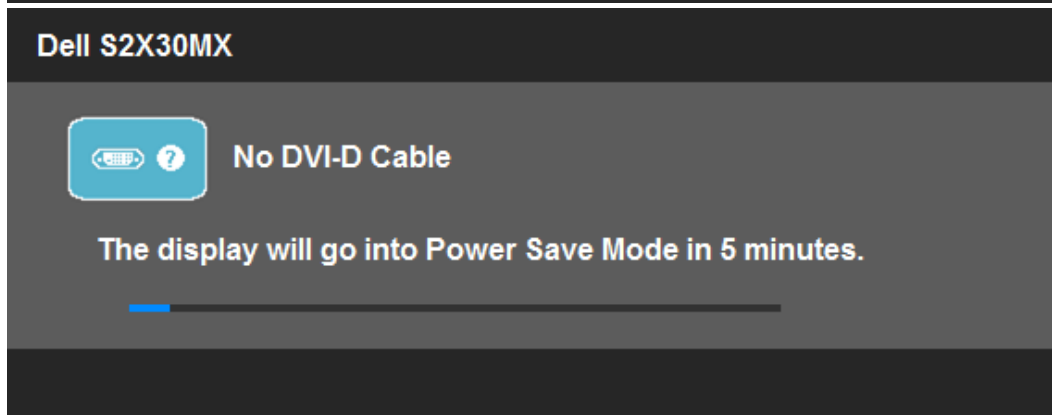 Dell S2X30MX
? No DVI-D Cable
The display will go into Power Save Mode in 5 minutes.